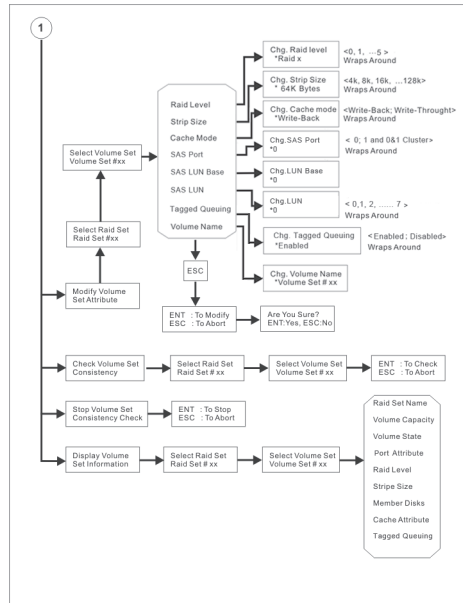 1
Chg. Raid level
*Raid x
<0, 1, ...5 >
Wraps Around
Chg. Strip Size
* 64K Bytes
<4k, 8k, 16k, ...128k>
Wraps Around
Chg. Cache mode
*Write-Back
<Write-Back; Write-Throught>
Wraps Around
Chg.SAS Port
*0
< 0; 1 and 0&1 Cluster>
Wraps Around
Chg.LUN Base
*0
Chg.LUN
*0
< 0,1, 2, ...... 7 >
Wraps Around
Chg. Tagged Queuing
*Enabled
<Enabled; Disabled>
Wraps Around
Chg. Volume Name
*Volume Set # xx
Raid Level
Strip Size
Cache Mode
SAS Port
SAS LUN Base
SAS LUN
Tagged Queuing
Volume Name
Select Volume Set
Volume Set #xx
Select Raid Set
Raid Set #xx
Modify Volume
Set Attribute
ESC
ENT : To Modify
ESC : To Abort
Are You Sure?
ENT:Yes, ESC:No
Check Volume Set
Consistency
Select Raid Set
Raid Set # xx
Select Volume Set
Volume Set # xx
ENT : To Check
ESC : To Abort
Stop Volume Set
Consistency Check
ENT : To Stop
ESC : To Abort
Display Volume
Set Information
Select Raid Set
Raid Set # xx
Select Volume Set
Volume Set # xx
Raid Set Name
Volume Capacity
Volume State
Port Attribute
Raid Level
Stripe Size
Member Disks
Cache Attribute
Tagged Queuing